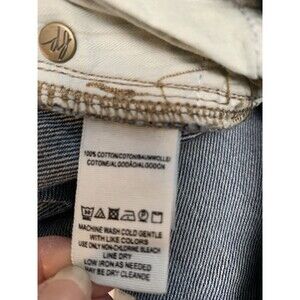 100% COTTON/COTON/BAUMWOLLE/
COTONE/ALGODÃO/ALGODÓN
MACHINE WASH COLD GENTLE
WITH LIKE COLORS
USE ONLY NON-CHLORINE BLEACH
LINE DRY
LOW IRON AS NEEDED
MAY BE DRY CLEANDE